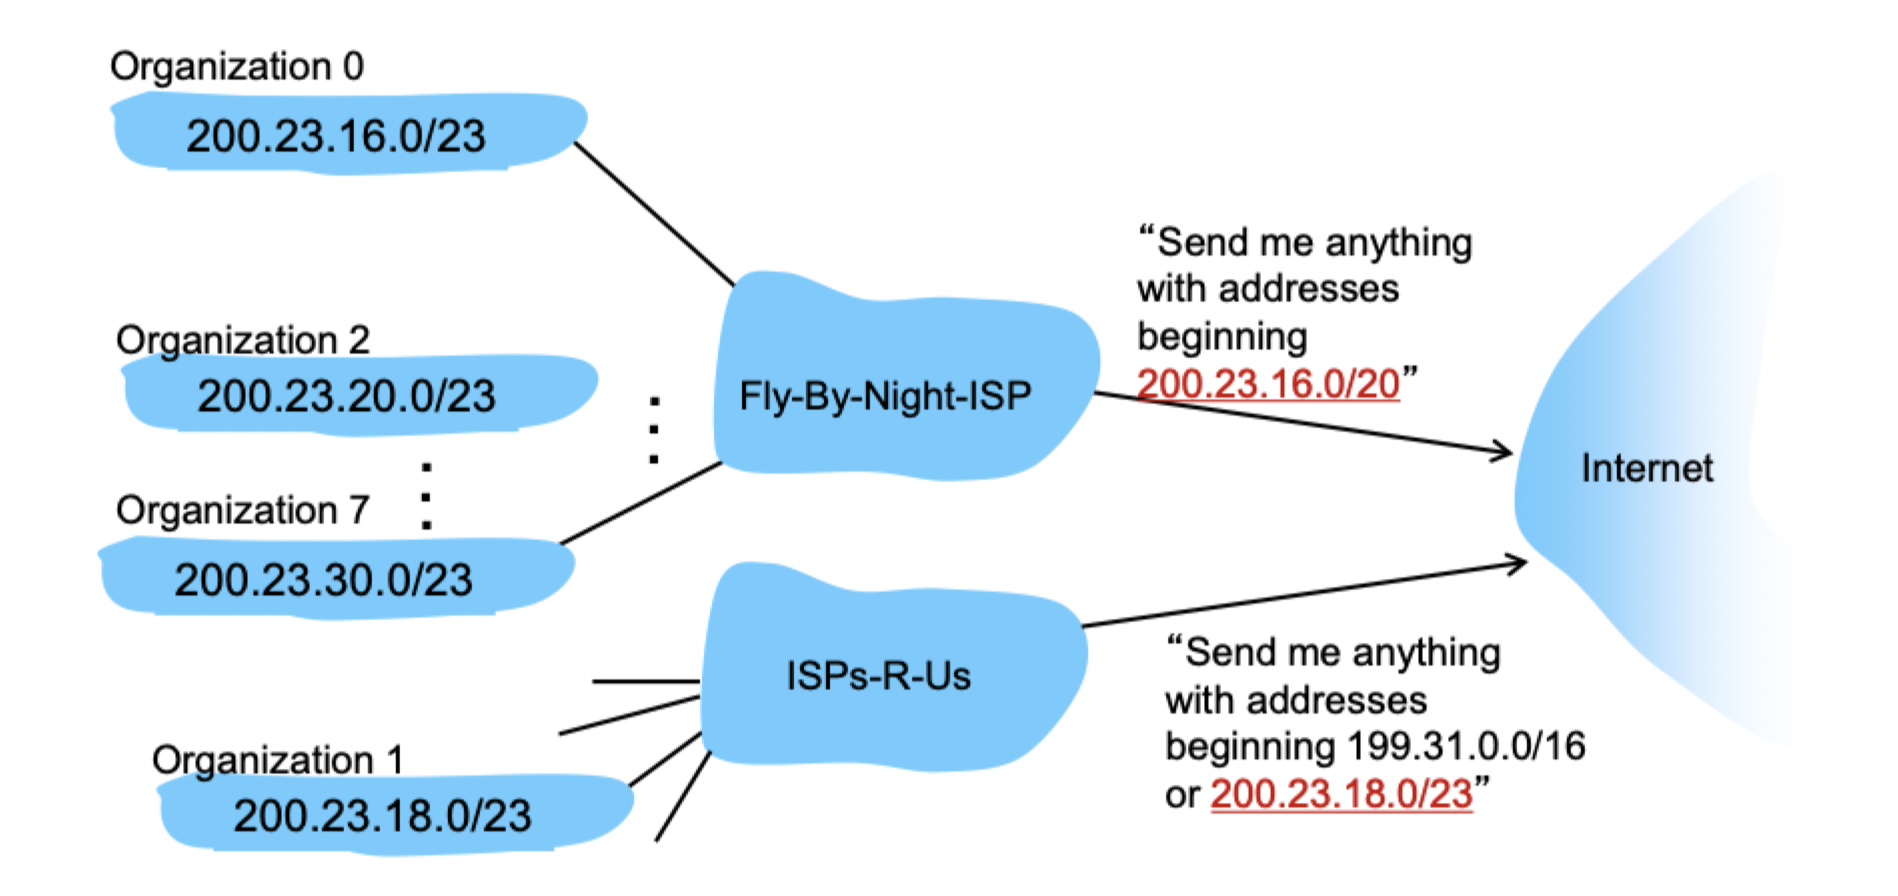 Organization 0
200.23.16.0/23
Organization 2
200.23.20.0/23
Organization 7
200.23.30.0/23
Fly-By-Night-ISP
“Send me anything
with addresses
beginning
200.23.16.0/20”
Internet
ISPs-R-Us
Organization 1
200.23.18.0/23
“Send me anything
with addresses
beginning 199.31.0.0/16
or 200.23.18.0/23”